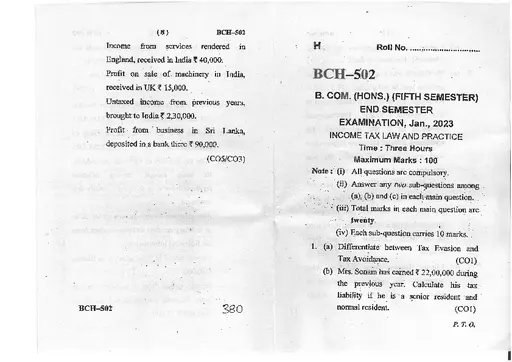 ( 8 ) BCH–502
Income from services rendered in
England, received in India ₹ 40,000.
Profit on sale of machinery in India,
received in UK ₹ 15,000.
Untaxed income from previous years,
brought to India ₹ 2,30,000.
Profit from business in Sri Lanka,
deposited in a bank there ₹ 90,000.
(CO5/CO3)
BCH–502 380
H Roll No. ........................
BCH–502
B. COM. (HONS.) (FIFTH SEMESTER)
END SEMESTER
EXAMINATION, Jan., 2023
INCOME TAX LAW AND PRACTICE
Time : Three Hours
Maximum Marks : 100
Note : (i) All questions are compulsory.
(ii) Answer any two sub-questions among
(a), (b) and (c) in each main question.
(iii) Total marks in each main question are
twenty.
(iv) Each sub-question carries 10 marks.
1. (a) Differentiate between Tax Evasion and
Tax Avoidance. (CO1)
(b) Mrs. Sonam has earned ₹ 22,00,000 during
the previous year. Calculate his tax
liability if he is a senior resident and
normal resident. (CO1)
P. T. O.